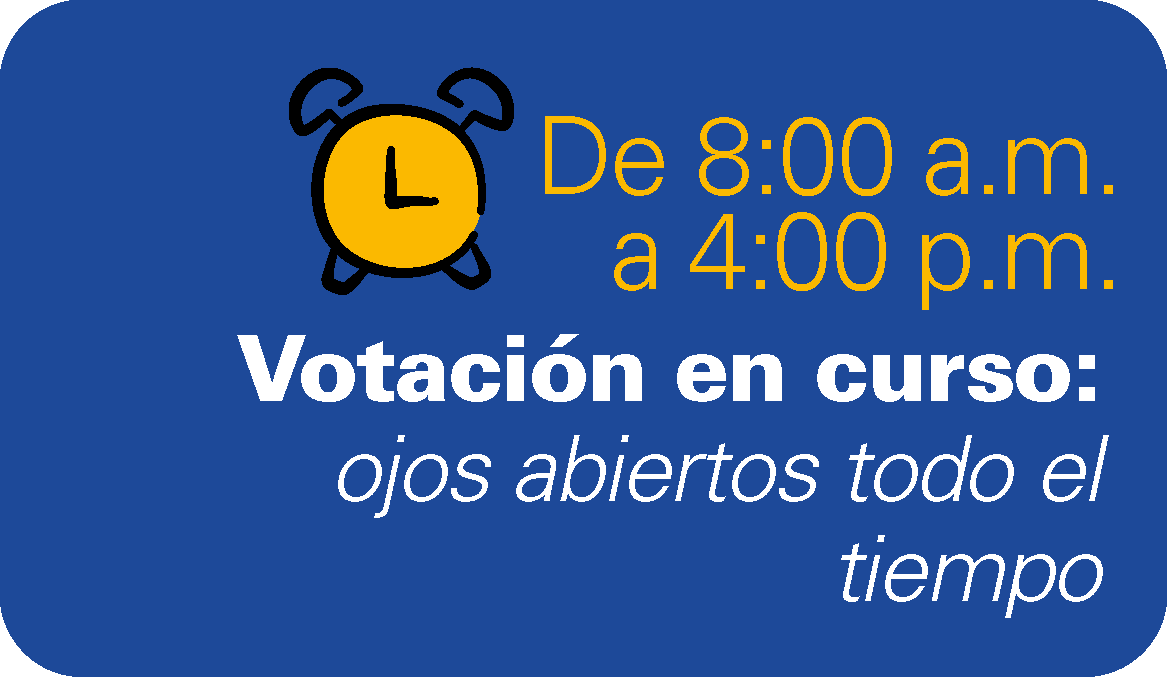 De 8:00 a.m.
a 4:00 p.m.
Votación en curso:
ojos abiertos todo el
tiempo